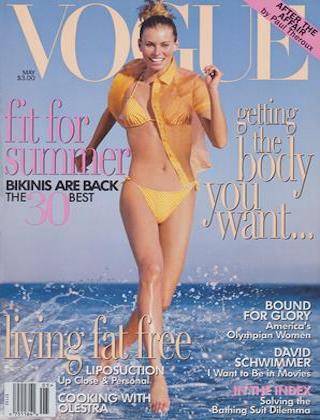 VOGUE
AFTER THE
AFFAIR
by Paul Theroux
MAY
$3.00
fit for
summer
BIKINIS ARE BACK
THE 30 BEST
getting
the
body
you
want...
BOUND
FOR GLORY
America's
Olympian Women
DAVID
SCHWIMMER
I Want to Be in Movies
IN THE INDEX
Solving the
Bathing Suit Dilemma
living fat free
LIPOSUCTION
Up Close & Personal
COOKING WITH
OLESTRA